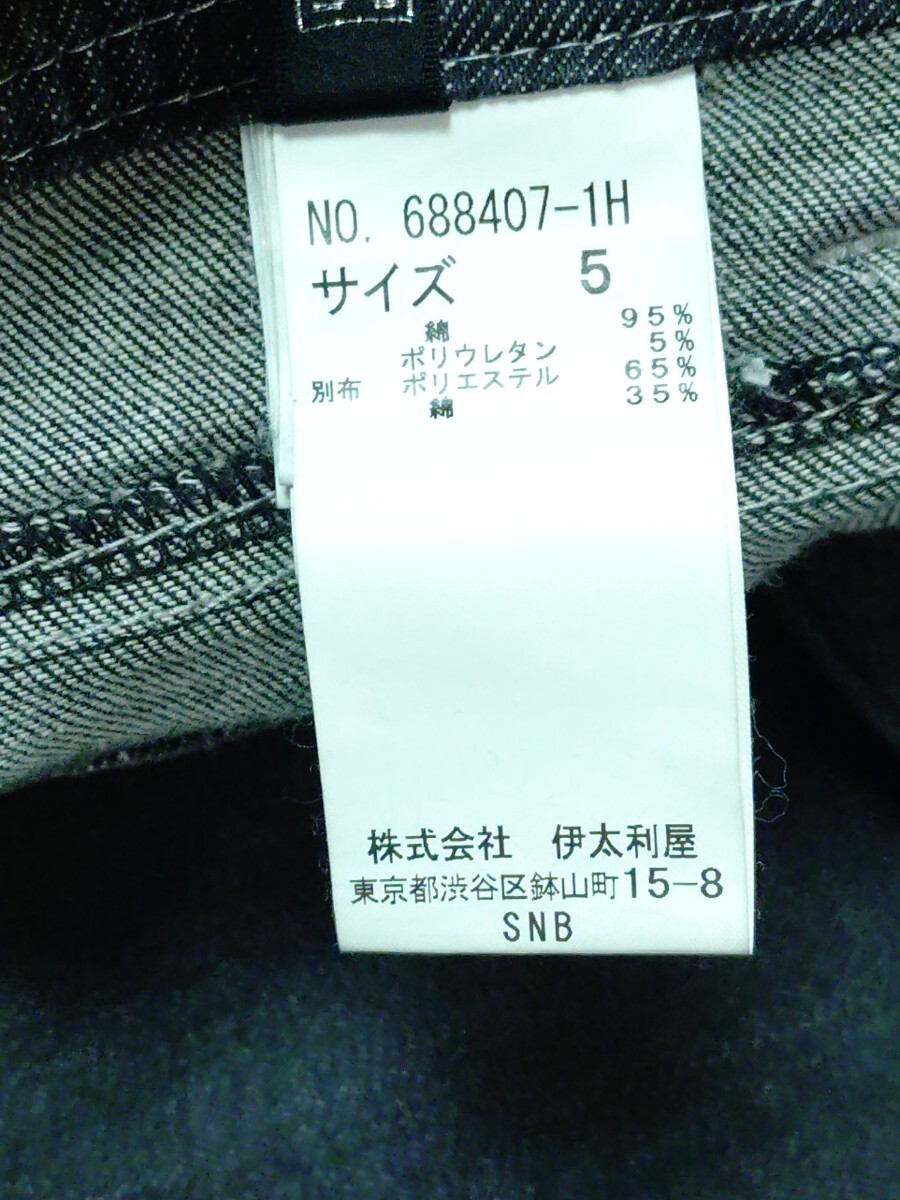 NO. 688407-1H
サイズ 5
綿 95%
ポリウレタン 5%
別布 ポリエステル 65%
綿 35%
株式会社 伊太利屋
東京都渋谷区鉢山町15-8
SNB